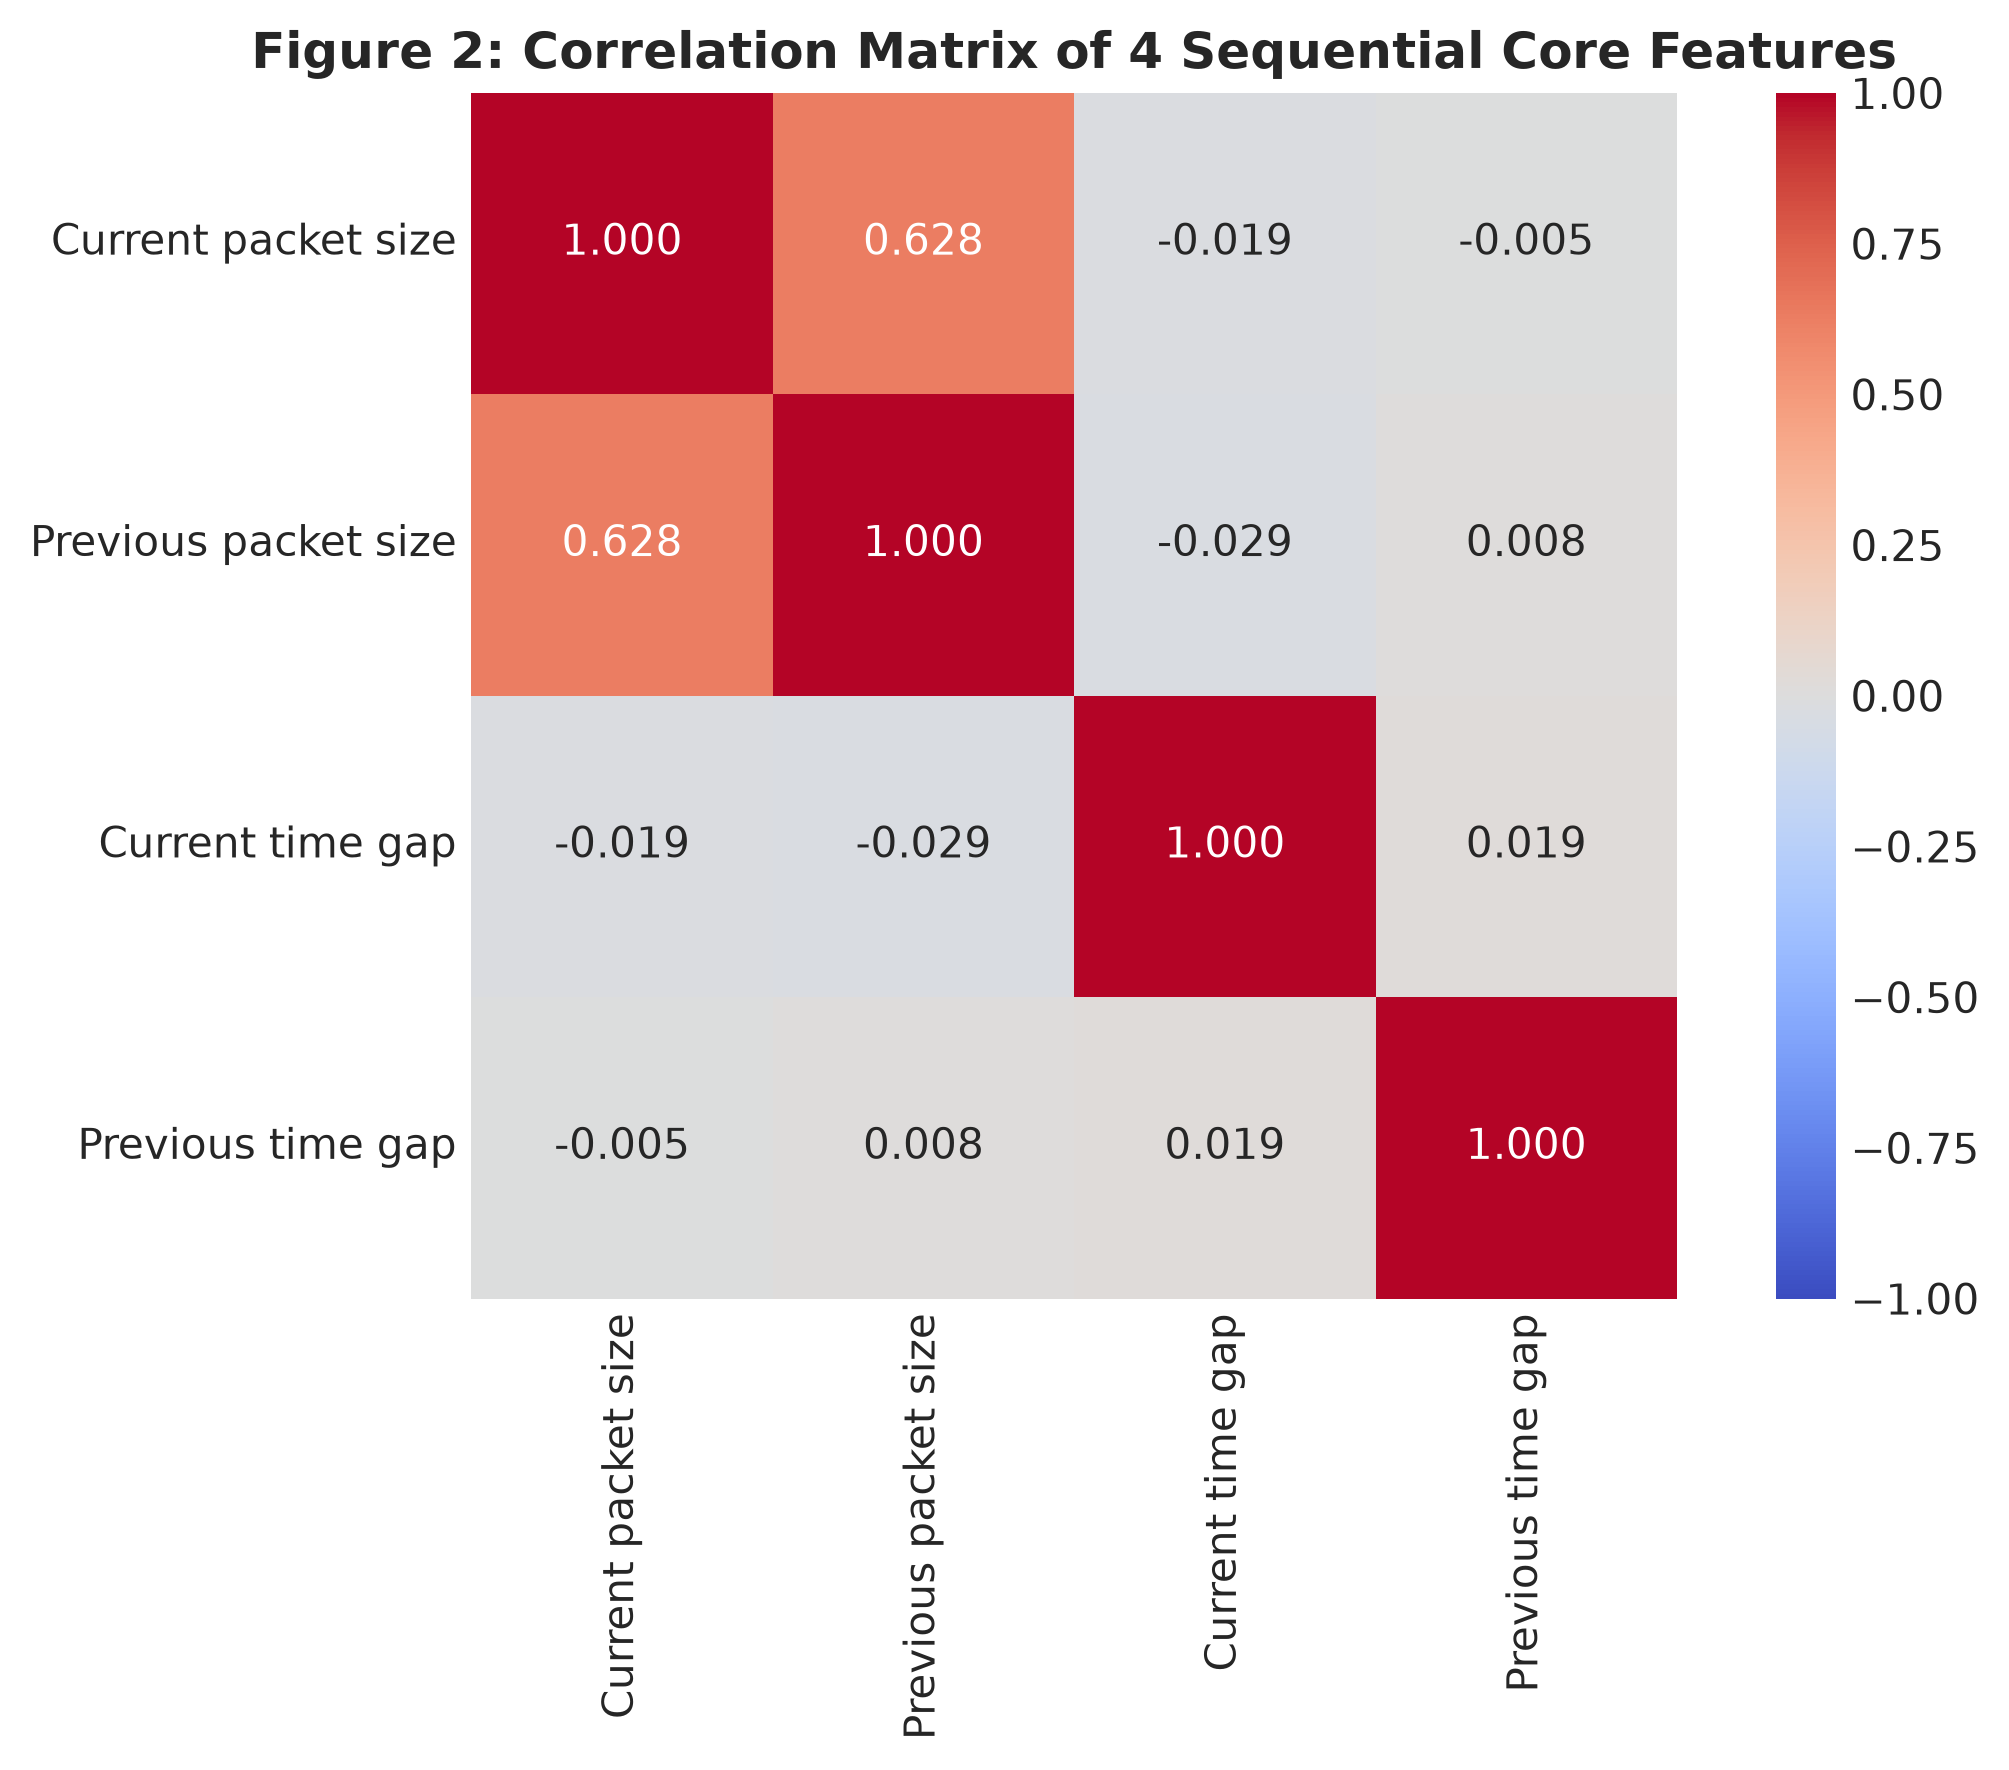 Figure 2: Correlation Matrix of 4 Sequential Core Features
Current packet size 1.000 0.628 -0.019 -0.005
Previous packet size 0.628 1.000 -0.029 0.008
Current time gap -0.019 -0.029 1.000 0.019
Previous time gap -0.005 0.008 0.019 1.000
Current packet size
Previous packet size
Current time gap
Previous time gap
1.00
0.75
0.50
0.25
0.00
−0.25
−0.50
−0.75
−1.00